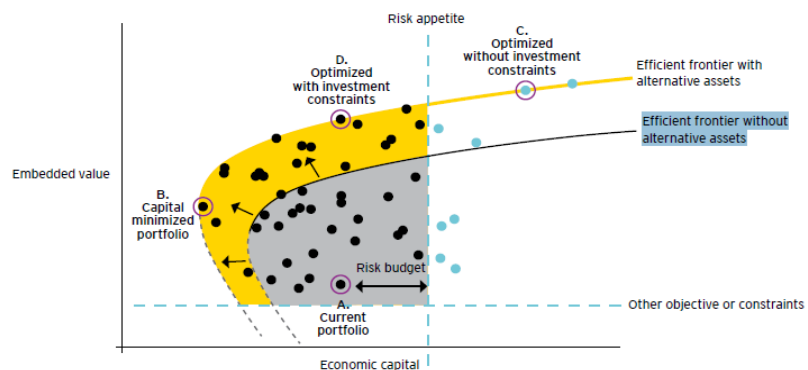 Risk appetite
C.
Optimized
without investment
constraints
D.
Optimized
with investment
constraints
Efficient frontier with
alternative assets
Efficient frontier without
alternative assets
Embedded value
B.
Capital
minimized
portfolio
Risk budget
A.
Current
portfolio
Other objective or constraints
Economic capital